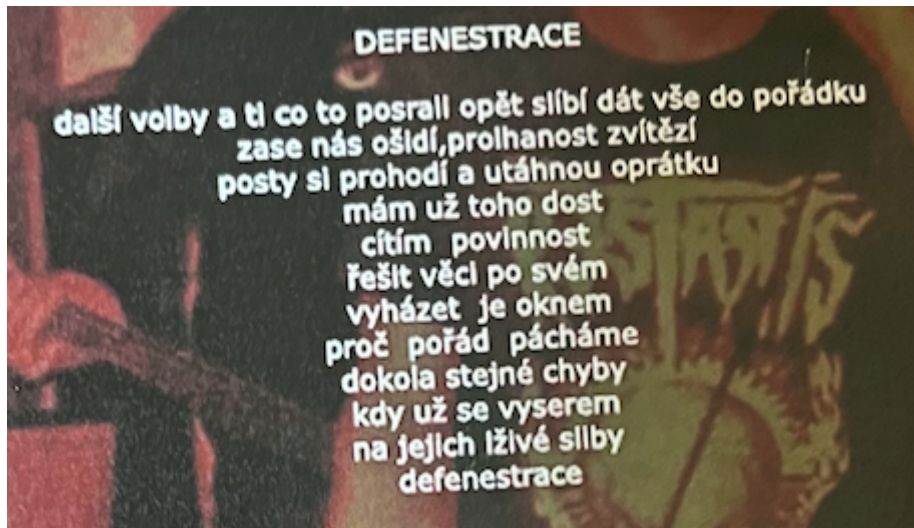 DEFENESTRACE
další volby a ti co to posrali opět slíbí dát vše do pořádku
zase nás ošidí,prolhanost zvítězí
posty si prohodí a utáhnou oprátku
mám už toho dost
cítím povinnost
řešit věci po svém
vyházet je oknem
proč pořád pácháme
dokola stejné chyby
kdy už se vyserem
na jejich lživé sliby
defenestrace